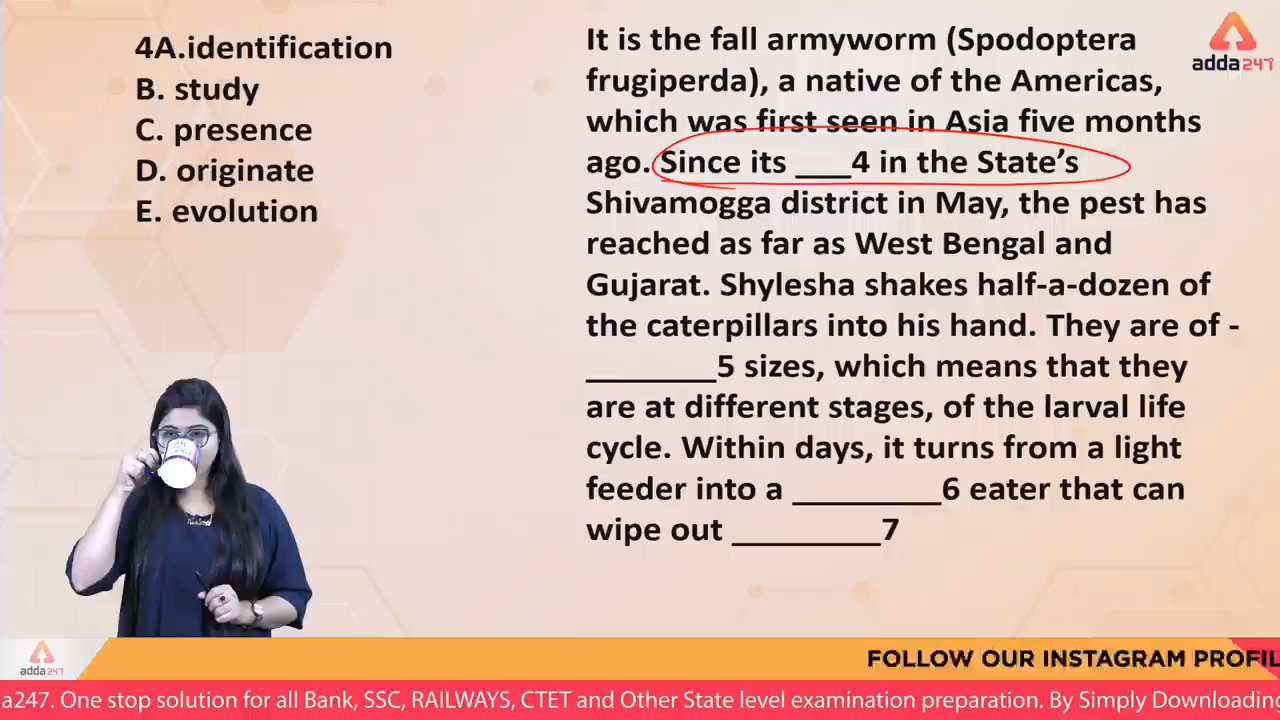 4A.identification
B. study
C. presence
D. originate
E. evolution
It is the fall armyworm (Spodoptera
frugiperda), a native of the Americas,
which was first seen in Asia five months
ago. Since its ___4 in the State's
Shivamogga district in May, the pest has
reached as far as West Bengal and
Gujarat. Shylesha shakes half-a-dozen of
the caterpillars into his hand. They are of -
_______5 sizes, which means that they
are at different stages, of the larval life
cycle. Within days, it turns from a light
feeder into a ________6 eater that can
wipe out ________7
adda247
adda247
FOLLOW OUR INSTAGRAM PROFIL
a247. One stop solution for all Bank, SSC, RAILWAYS, CTET and Other State level examination preparation. By Simply Downloading